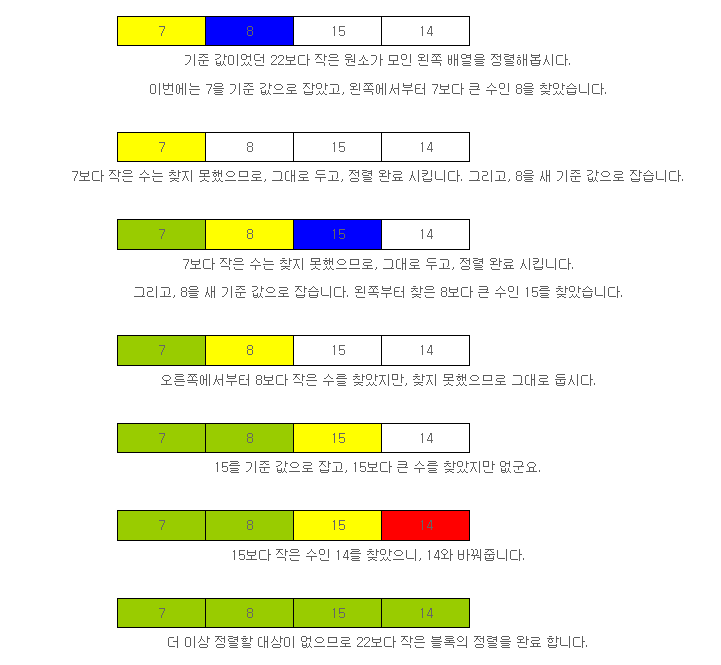 7 8 15 14
기준 값이었던 22보다 작은 원소가 모인 왼쪽 배열을 정렬해봅시다.
이번에는 7을 기준 값으로 잡았고, 왼쪽에서부터 7보다 큰 수인 8을 찾았습니다.
7 8 15 14
7보다 작은 수는 찾지 못했으므로, 그대로 두고, 정렬 완료 시킵니다. 그리고, 8을 새 기준 값으로 잡습니다.
7 8 15 14
7보다 작은 수는 찾지 못했으므로, 그대로 두고, 정렬 완료 시킵니다.
그리고, 8을 새 기준 값으로 잡습니다. 왼쪽부터 찾은 8보다 큰 수인 15를 찾았습니다.
7 8 15 14
오른쪽에서부터 8보다 작은 수를 찾았지만, 찾지 못했으므로 그대로 둡시다.
7 8 15 14
15를 기준 값으로 잡고, 15보다 큰 수를 찾았지만 없군요.
7 8 15 14
15보다 작은 수인 14를 찾았으니, 14와 바꿔줍니다.
7 8 15 14
더 이상 정렬할 대상이 없으므로 22보다 작은 블록의 정렬을 완료 합니다.